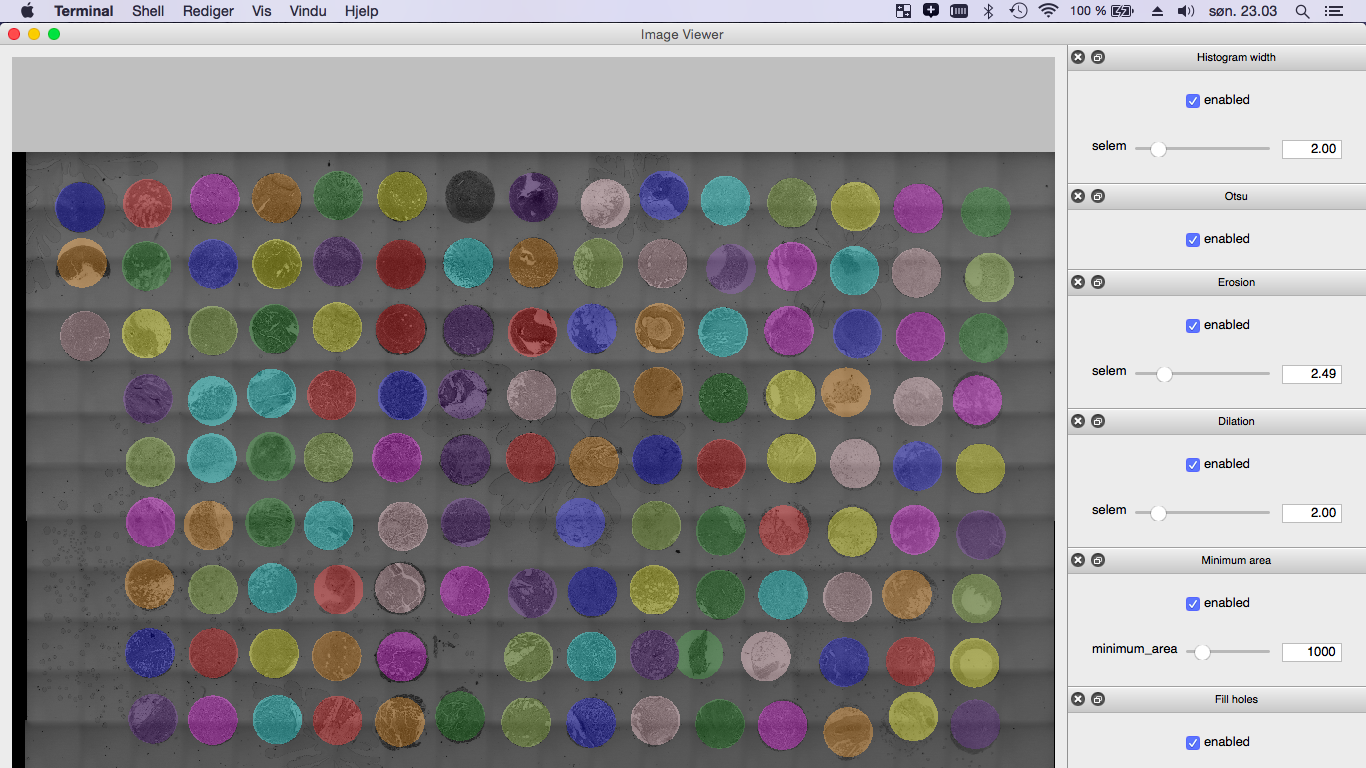 Terminal Shell Rediger Vis Vindu Hjelp 100 % søn. 23.03
Image Viewer
Histogram width
enabled
selem 2.00
Otsu
enabled
Erosion
enabled
selem 2.49
Dilation
enabled
selem 2.00
Minimum area
enabled
minimum_area 1000
Fill holes
enabled